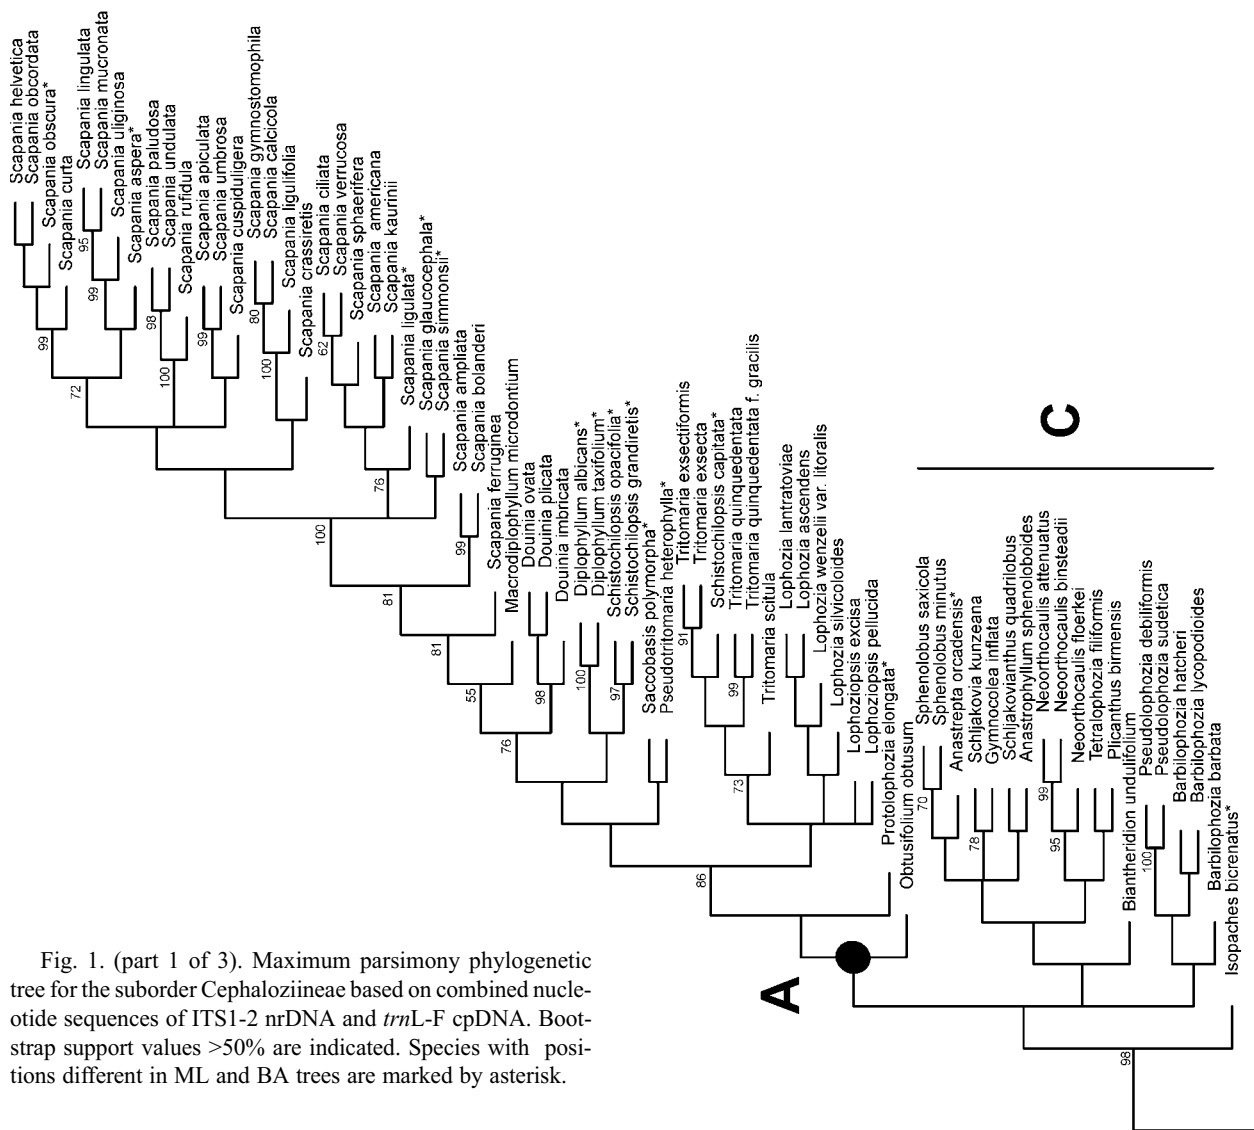 Scapania helvetica
Scapania obcordata
Scapania obscura*
Scapania curta
Scapania lingulata
Scapania mucronata
Scapania uliginosa
Scapania aspera*
Scapania paludosa
Scapania undulata
Scapania rufidula
Scapania apiculata
Scapania umbrosa
Scapania cuspiduligera
Scapania gymnostomophila
Scapania calcicola
Scapania ligulifolia
Scapania crassiretis
Scapania ciliata
Scapania verrucosa
Scapania sphaerifera
Scapania americana
Scapania kaurinii
Scapania ligulata*
Scapania glaucocephala*
Scapania simmonsii*
Scapania ampliata
Scapania bolanderi
Scapania ferruginea
Macrodiplophyllum microdontium
Douinia ovata
Douinia plicata
Douinia imbricata
Diplophyllum albicans*
Diplophyllum taxifolium*
Schistochilopsis opacifolia*
Schistochilopsis grandiretis*
Saccobasis polymorpha*
Pseudotritomaria heterophylla*
Tritomaria exsectiformis
Tritomaria exsecta
Schistochilopsis capitata*
Tritomaria quinquedentata
Tritomaria quinquedentata f. gracilis
Tritomaria scitula
Lophozia lantratoviae
Lophozia ascendens
Lophozia wenzelii var. litoralis
Lophozia silvicoloides
Lophoziopsis excisa
Lophoziopsis pellucida
Protolophozia elongata*
Obtusifolium obtusum
Sphenolobus saxicola
Sphenolobus minutus
Anastrepta orcadensis*
Schljakovia kunzeana
Gymnocolea inflata
Schljakovianthus quadrilobus
Anastrophyllum sphenoloboides
Neoorthocaulis attenuatus
Neoorthocaulis binsteadii
Neoorthocaulis floerkei
Tetralophozia filiformis
Plicanthus birmensis
Biantheridion undulifolium
Pseudolophozia debiliformis
Pseudolophozia sudetica
Barbilophozia hatcheri
Barbilophozia lycopodioides
Barbilophozia barbata
Isopaches bicrenatus*
99
72
95
99
98
100
99
80
100
62
76
100
99
81
81
55
98
76
100
97
91
99
73
86
70
78
99
95
100
98
A
C
Fig. 1. (part 1 of 3). Maximum parsimony phylogenetic
tree for the suborder Cephaloziineae based on combined nucle-
otide sequences of ITS1-2 nrDNA and trnL-F cpDNA. Boot-
strap support values >50% are indicated. Species with posi-
tions different in ML and BA trees are marked by asterisk.